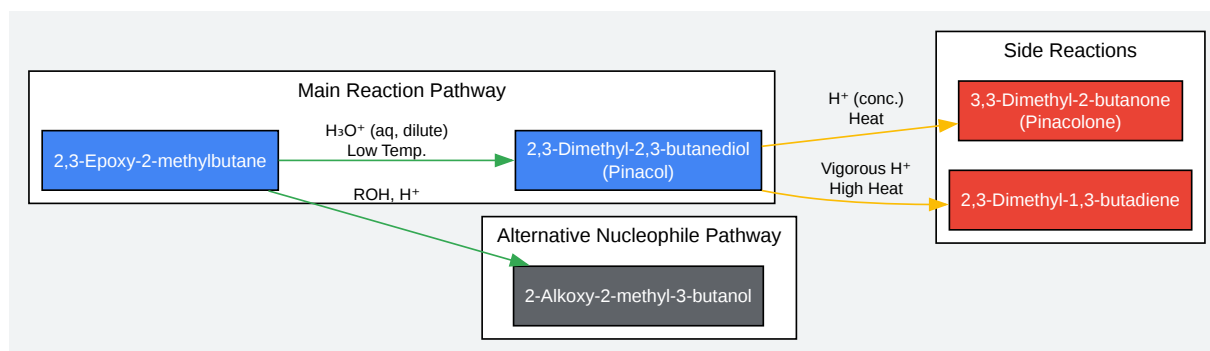 Side Reactions
Main Reaction Pathway
H⁺ (conc.)
Heat
3,3-Dimethyl-2-butanone
(Pinacolone)
2,3-Epoxy-2-methylbutane
H₃O⁺ (aq, dilute)
Low Temp.
2,3-Dimethyl-2,3-butanediol
(Pinacol)
Vigorous H⁺
High Heat
2,3-Dimethyl-1,3-butadiene
ROH, H⁺
Alternative Nucleophile Pathway
2-Alkoxy-2-methyl-3-butanol